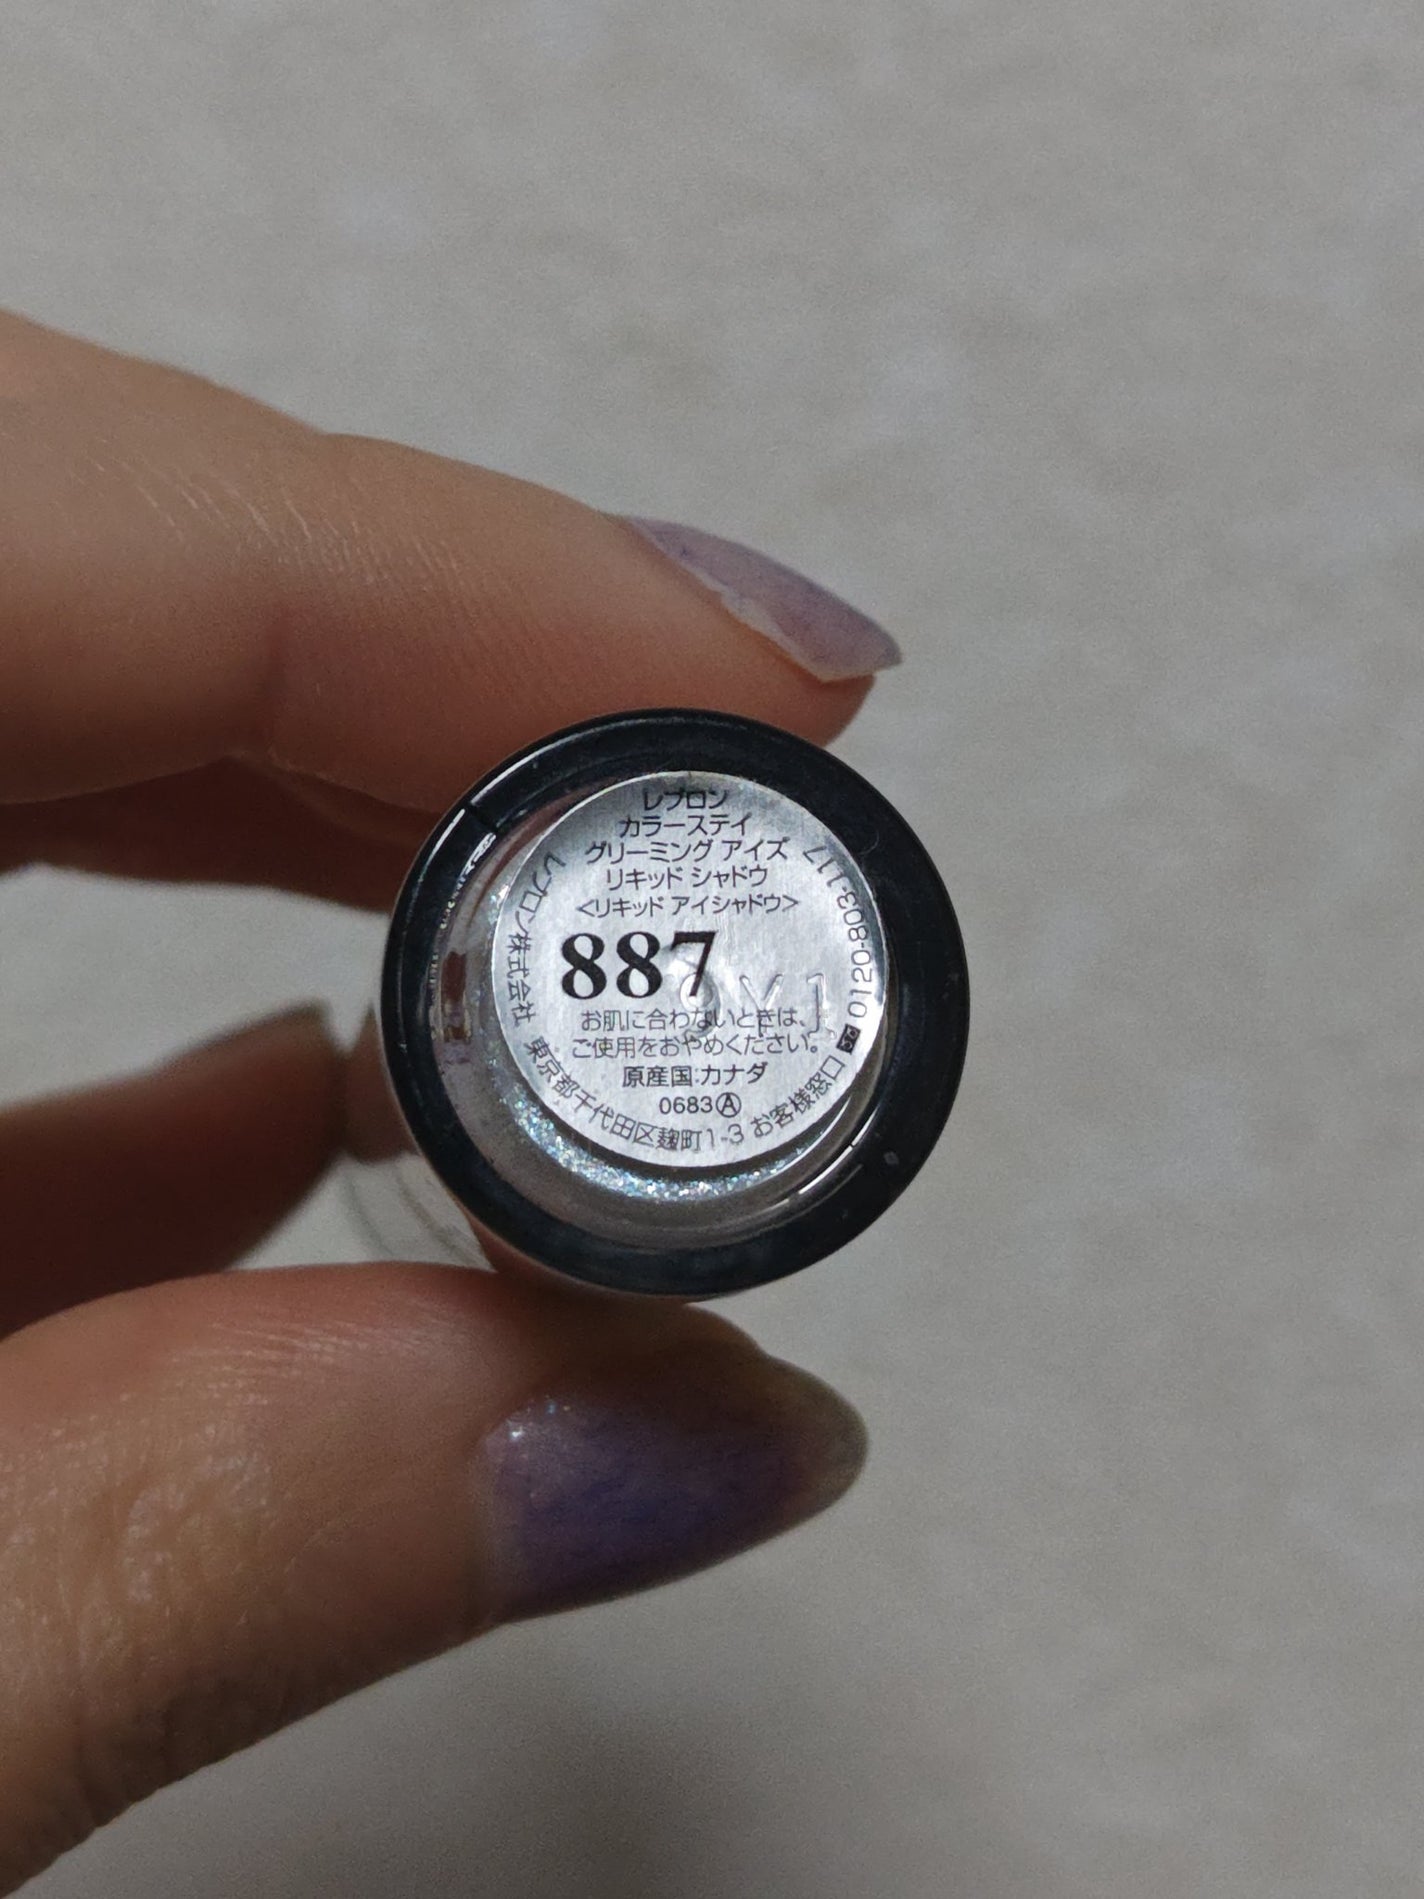 レブロン
カラーステイ
グリーミング アイズ
リキッド シャドウ
<リキッド アイシャドウ>
887
9Y1
お肌に合わないときは、
ご使用をおやめください。
原産国:カナダ
0683Ⓐ
レブロン株式会社 東京都千代田区麹町1-3 お客様窓口 0120-803-117